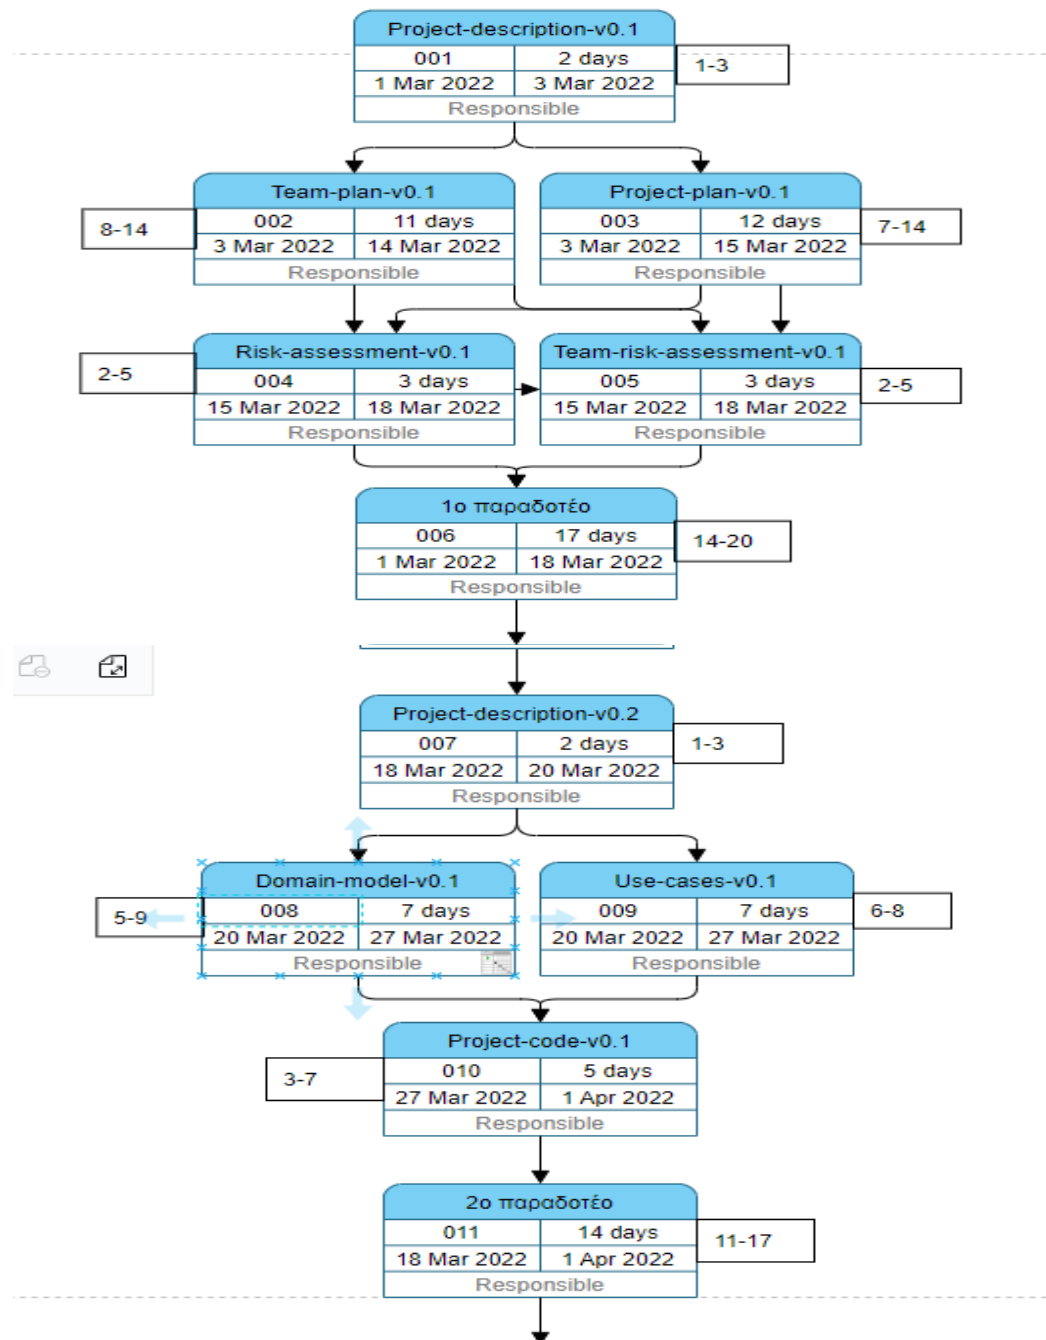 Project-description-v0.1
001 2 days
1-3
1 Mar 2022 3 Mar 2022
Responsible
Team-plan-v0.1
8-14
002 11 days
3 Mar 2022 14 Mar 2022
Responsible
Project-plan-v0.1
003 12 days
7-14
3 Mar 2022 15 Mar 2022
Responsible
Risk-assessment-v0.1
2-5
004 3 days
15 Mar 2022 18 Mar 2022
Responsible
Team-risk-assessment-v0.1
005 3 days
2-5
15 Mar 2022 18 Mar 2022
Responsible
1ο παραδοτέο
006 17 days
14-20
1 Mar 2022 18 Mar 2022
Responsible
Project-description-v0.2
007 2 days
1-3
18 Mar 2022 20 Mar 2022
Responsible
Domain-model-v0.1
5-9
008 7 days
20 Mar 2022 27 Mar 2022
Responsible
Use-cases-v0.1
009 7 days
6-8
20 Mar 2022 27 Mar 2022
Responsible
Project-code-v0.1
3-7
010 5 days
27 Mar 2022 1 Apr 2022
Responsible
2ο παραδοτέο
011 14 days
11-17
18 Mar 2022 1 Apr 2022
Responsible